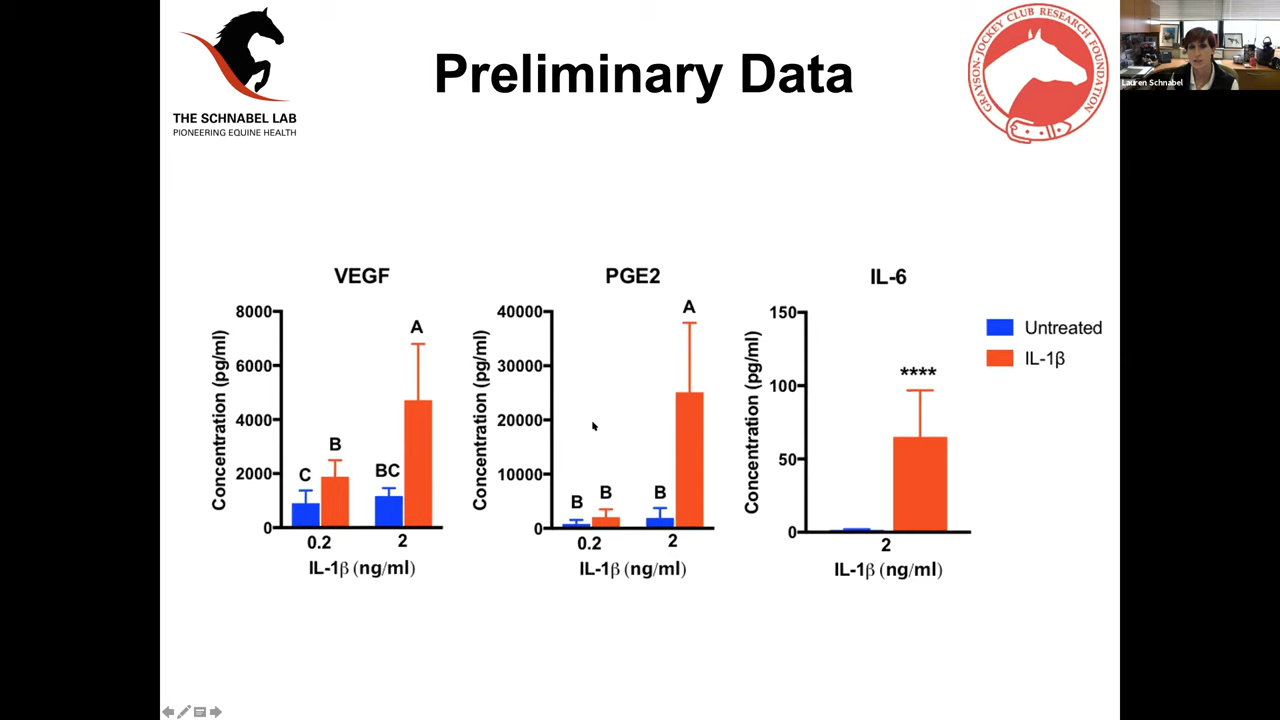 Preliminary Data
THE SCHNABEL LAB
PIONEERING EQUINE HEALTH
GRAYSON-JOCKEY CLUB RESEARCH FOUNDATION
Lauren Schnabel
VEGF
Concentration (pg/ml)
8000
6000
4000
2000
0
C
B
BC
A
0.2
2
IL-1β (ng/ml)
PGE2
Concentration (pg/ml)
40000
30000
20000
10000
0
B
B
B
A
0.2
2
IL-1β (ng/ml)
IL-6
Concentration (pg/ml)
150
100
50
0
****
2
IL-1β (ng/ml)
Untreated
IL-1β